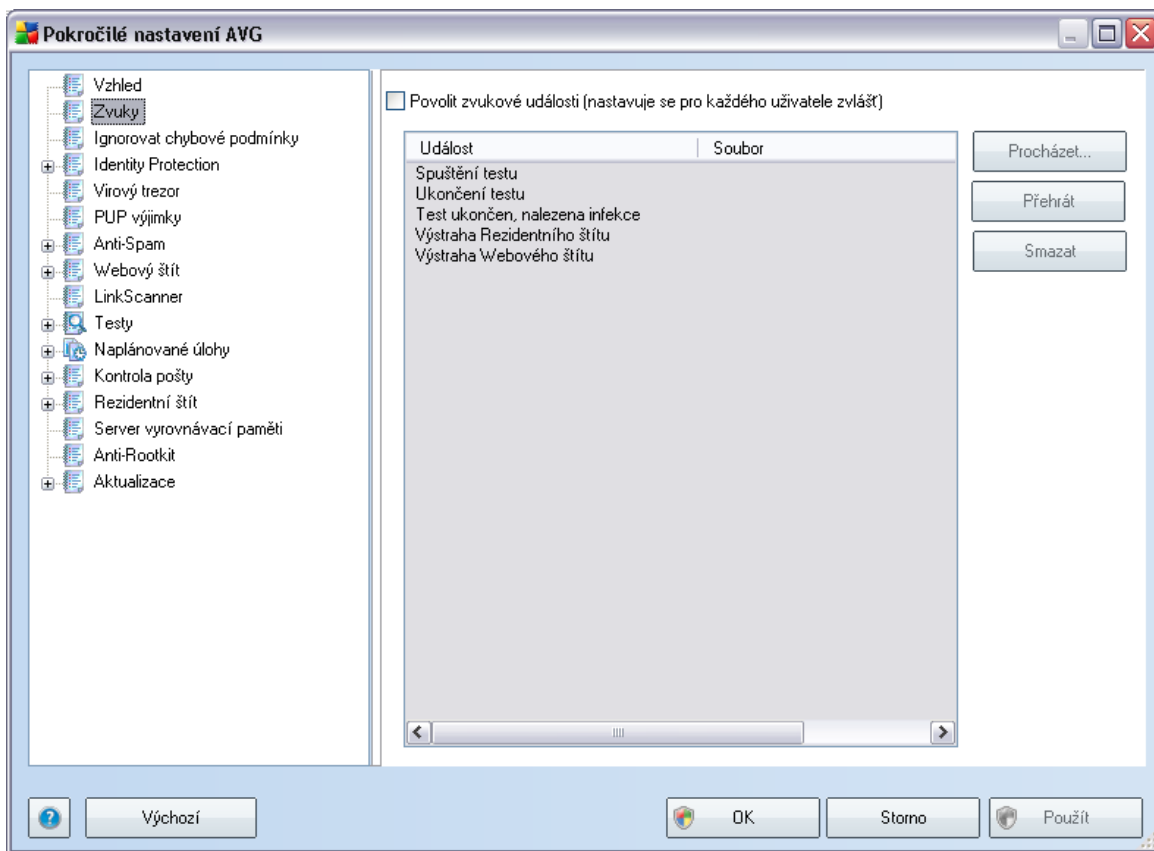 Pokročilé nastavení AVG
Vzhled
Zvuky
Ignorovat chybové podmínky
Identity Protection
Virový trezor
PUP výjimky
Anti-Spam
Webový štít
LinkScanner
Testy
Naplánované úlohy
Kontrola pošty
Rezidentní štít
Server vyrovnávací paměti
Anti-Rootkit
Aktualizace
Povolit zvukové události (nastavuje se pro každého uživatele zvlášť)
Událost Soubor
Spuštění testu
Ukončení testu
Test ukončen, nalezena infekce
Výstraha Rezidentního štítu
Výstraha Webového štítu
Procházet...
Přehrát
Smazat
Výchozí
OK
Storno
Použít